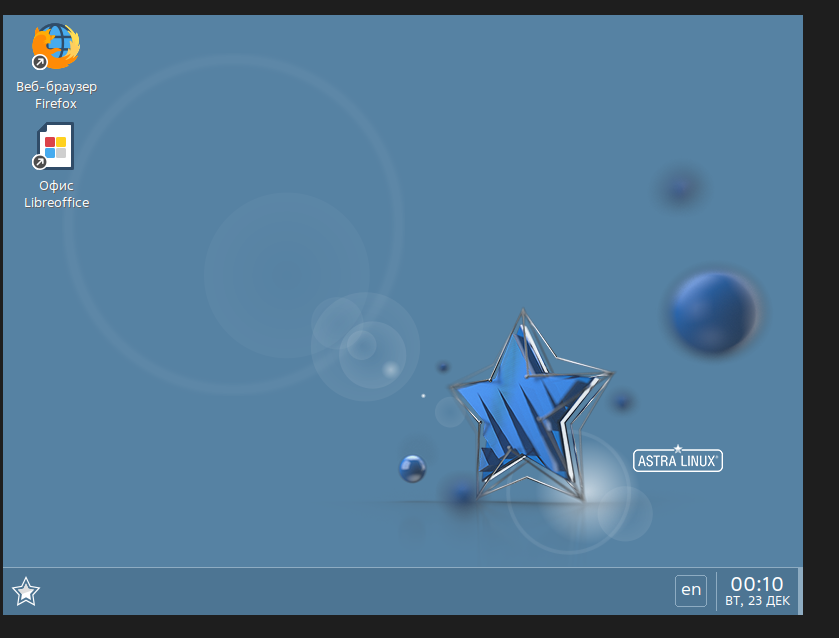 Веб-браузер
Firefox
Офис
Libreoffice
ASTRA LINUX
en
00:10
ВТ, 23 ДЕК